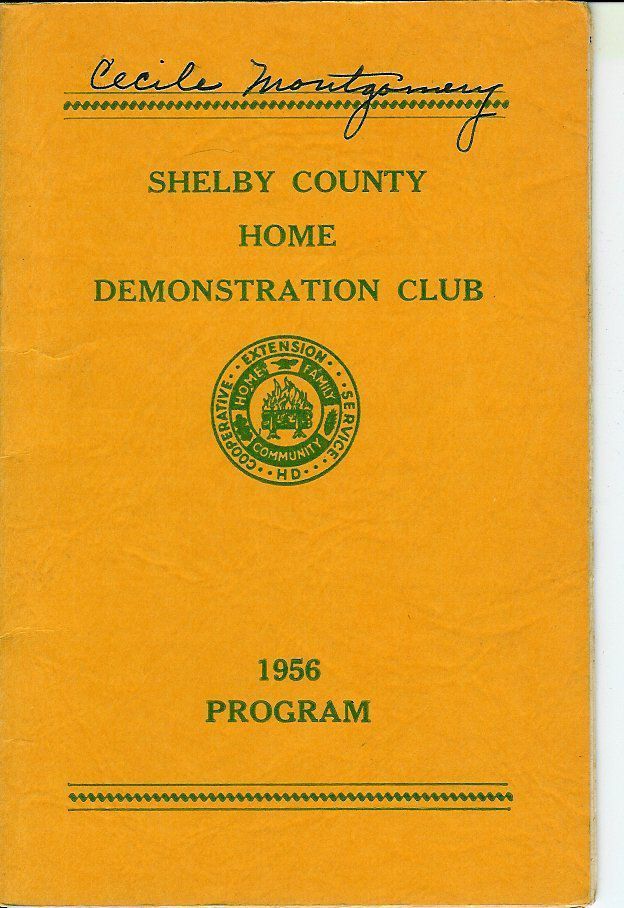 Cecile Montgomery
SHELBY COUNTY
HOME
DEMONSTRATION CLUB
COOPERATIVE · · EXTENSION · · · SERVICE · · · HD · · ·
HOME FAMILY
COMMUNITY
1956
PROGRAM